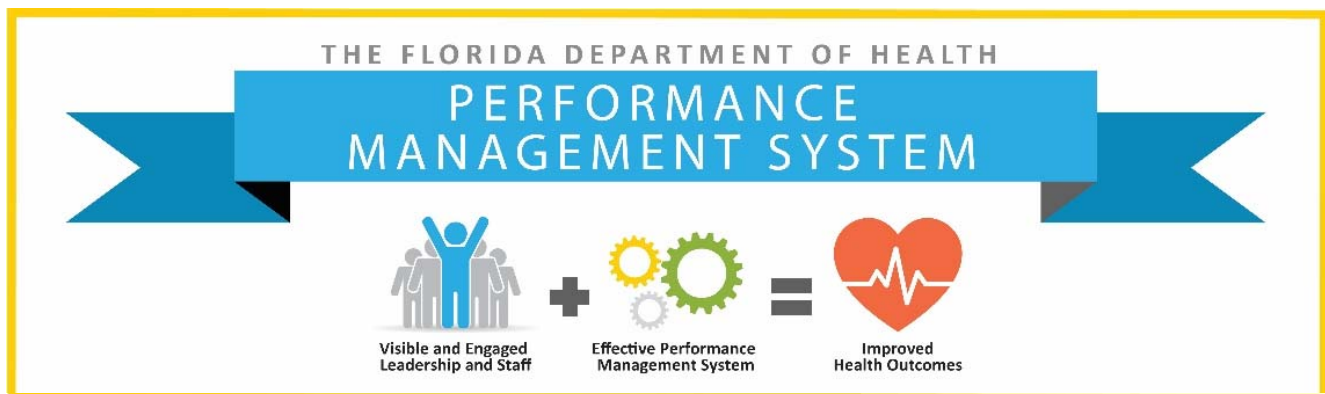 THE FLORIDA DEPARTMENT OF HEALTH
PERFORMANCE
MANAGEMENT SYSTEM
Visible and Engaged
Leadership and Staff
+
Effective Performance
Management System
=
Improved
Health Outcomes